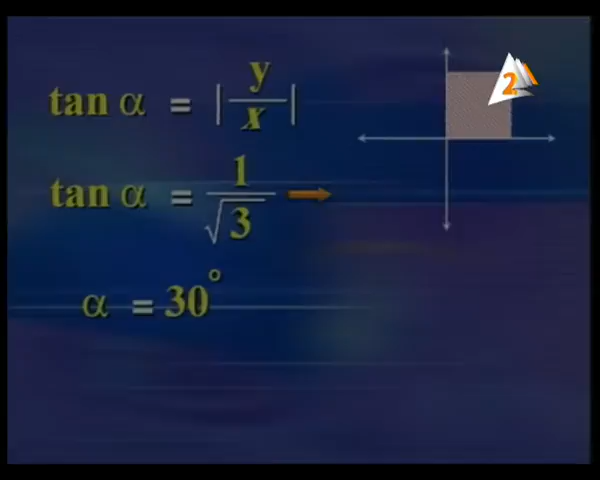 tan α = |y/x|
tan α = 1/√3
α = 30°
2